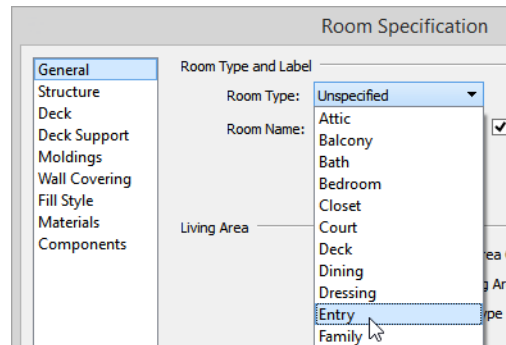 Room Specification
General
Structure
Deck
Deck Support
Moldings
Wall Covering
Fill Style
Materials
Components
Room Type and Label
Room Type: Unspecified
Room Name:
Attic
Balcony
Bath
Bedroom
Closet
Court
Deck
Dining
Dressing
Entry
Family
Living Area